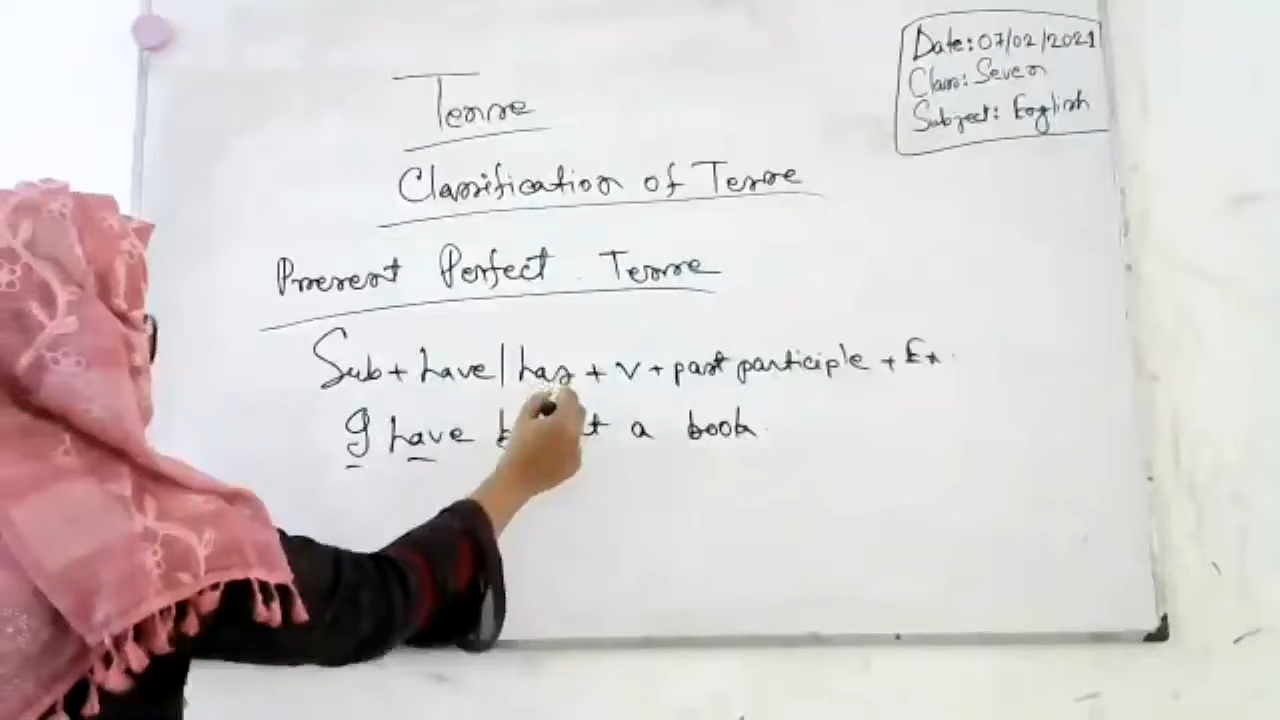 Tense
Classification of Tense
Present Perfect Tense
Sub + have/has + V + past participle + Ex.
I have a book.
Date: 07/02/2021
Class: Seven
Subject: English